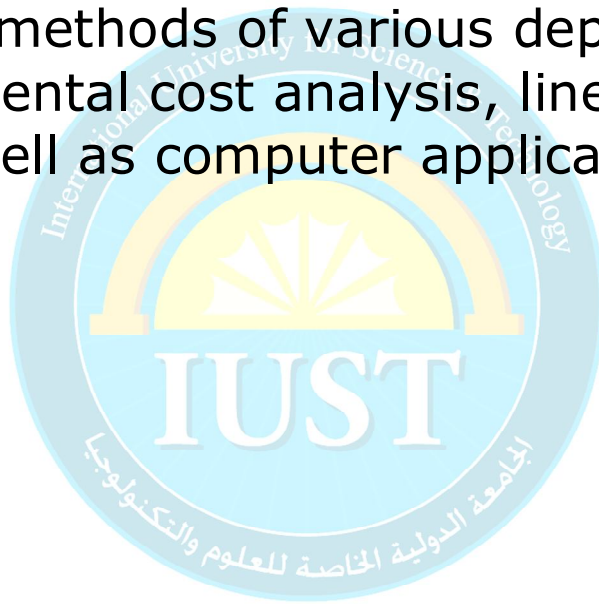 methods of various dep
ental cost analysis, line
ell as computer applica
International University for Science & Technology
IUST
الجامعة الدولية الخاصة للعلوم والتكنولوجيا